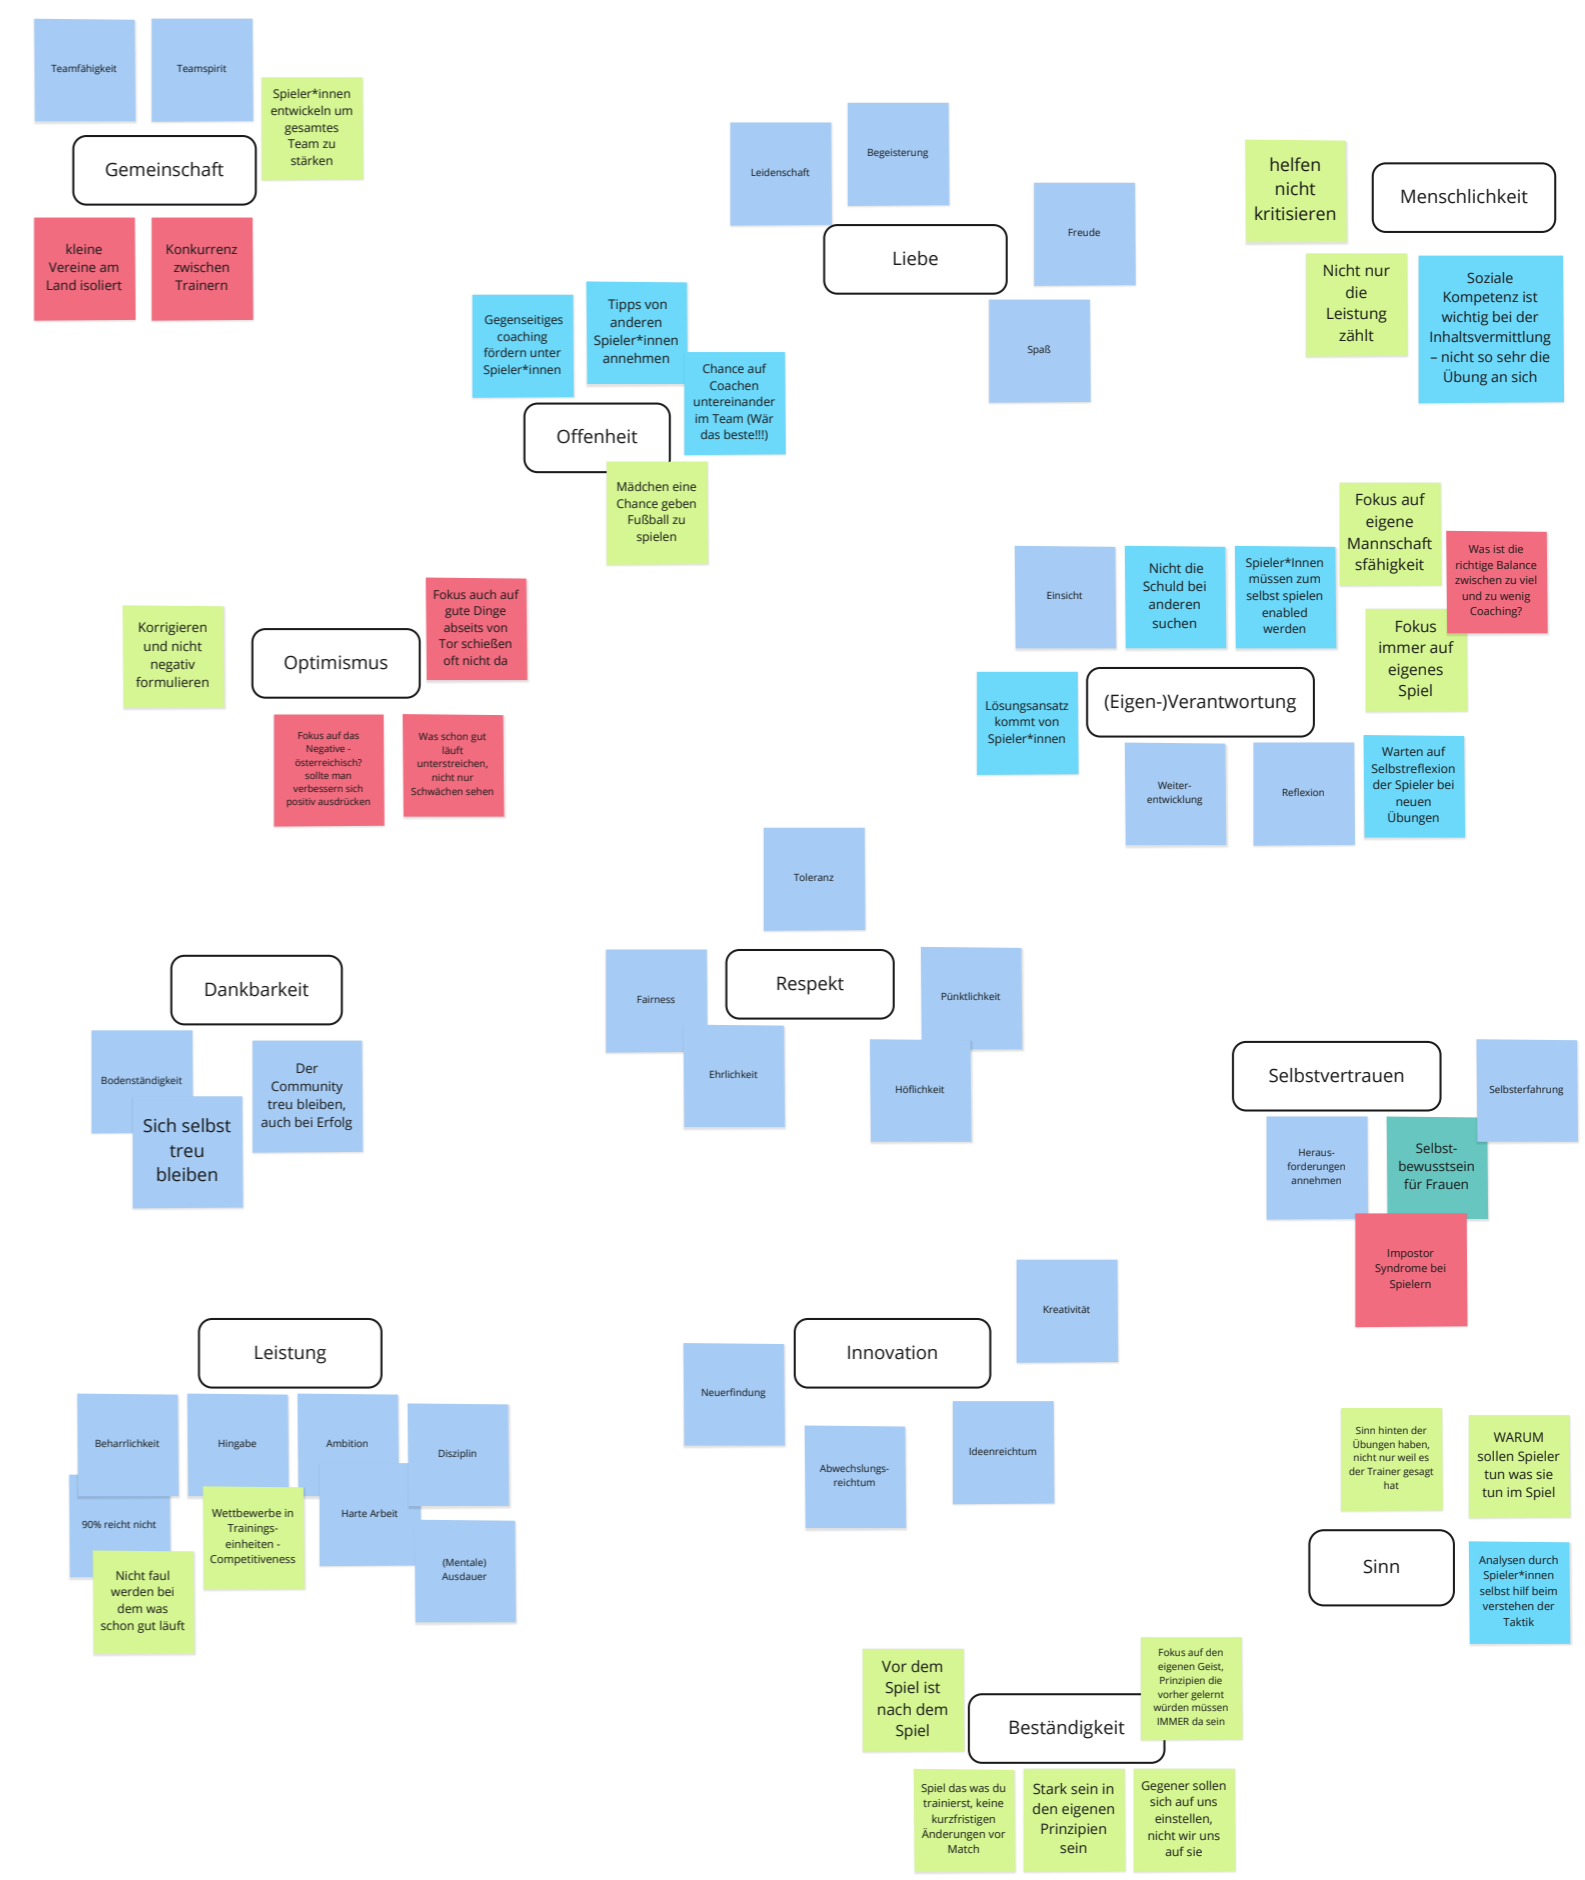 Teamfähigkeit
Teamspirit
Spieler*innen
entwickeln um
gesamtes
Team zu
stärken
Gemeinschaft
kleine
Vereine am
Land isoliert
Konkurrenz
zwischen
Trainern
Leidenschaft
Begeisterung
Freude
Liebe
Spaß
helfen
nicht
kritisieren
Menschlichkeit
Nicht nur
die
Leistung
zählt
Soziale
Kompetenz ist
wichtig bei der
Inhaltsvermittlung
– nicht so sehr die
Übung an sich
Gegenseitiges
coaching
fördern unter
Spieler*innen
Tipps von
anderen
Spieler*innen
annehmen
Chance auf
Coachen
untereinander
im Team (Wär
das beste!!!)
Offenheit
Mädchen eine
Chance geben
Fußball zu
spielen
Korrigieren
und nicht
negativ
formulieren
Optimismus
Fokus auch auf
gute Dinge
abseits von
Tor schießen
oft nicht da
Fokus auf das
Negative -
österreichisch?
sollte man
verbessern sich
positiv ausdrücken
Was schon gut
läuft
unterstreichen,
nicht nur
Schwächen sehen
Einsicht
Nicht die
Schuld bei
anderen
suchen
Spieler*Innen
müssen zum
selbst spielen
enabled
werden
Fokus auf
eigene
Mannschaft
sfähigkeit
Was ist die
richtige Balance
zwischen zu viel
und zu wenig
Coaching?
Fokus
immer auf
eigenes
Spiel
Lösungsansatz
kommt von
Spieler*innen
(Eigen-)Verantwortung
Weiter-
entwicklung
Reflexion
Warten auf
Selbstreflexion
der Spieler bei
neuen
Übungen
Toleranz
Fairness
Respekt
Pünktlichkeit
Ehrlichkeit
Höflichkeit
Dankbarkeit
Bodenständigkeit
Sich selbst
treu
bleiben
Der
Community
treu bleiben,
auch bei Erfolg
Selbstvertrauen
Selbsterfahrung
Heraus-
forderungen
annehmen
Selbst-
bewusstsein
für Frauen
Impostor
Syndrome bei
Spielern
Leistung
Beharrlichkeit
Hingabe
Ambition
Disziplin
90% reicht nicht
Wettbewerbe in
Trainings-
einheiten -
Competitiveness
Harte Arbeit
Nicht faul
werden bei
dem was
schon gut läuft
(Mentale)
Ausdauer
Innovation
Kreativität
Neuerfindung
Abwechslungs-
reichtum
Ideenreichtum
Sinn hinten der
Übungen haben,
nicht nur weil es
der Trainer gesagt
hat
WARUM
sollen Spieler
tun was sie
tun im Spiel
Sinn
Analysen durch
Spieler*innen
selbst hilf beim
verstehen der
Taktik
Vor dem
Spiel ist
nach dem
Spiel
Beständigkeit
Fokus auf den
eigenen Geist,
Prinzipien die
vorher gelernt
würden müssen
IMMER da sein
Spiel das was du
trainierst, keine
kurzfristigen
Änderungen vor
Match
Stark sein in
den eigenen
Prinzipien
sein
Gegener sollen
sich auf uns
einstellen,
nicht wir uns
auf sie